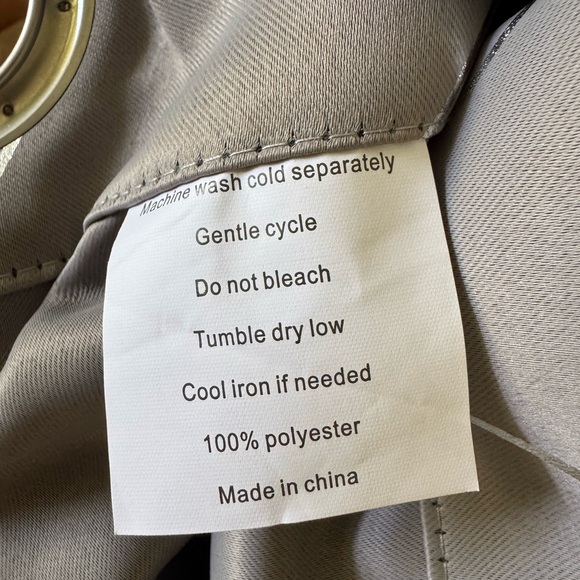 Machine wash cold separately
Gentle cycle
Do not bleach
Tumble dry low
Cool iron if needed
100% polyester
Made in china